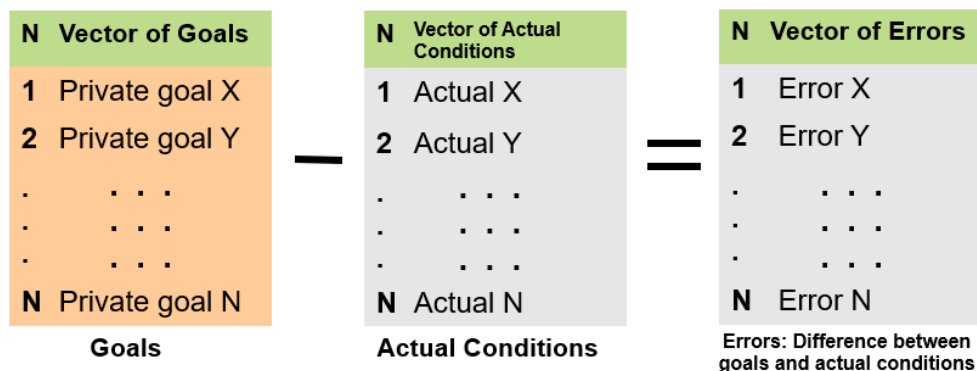 N Vector of Goals
1 Private goal X
2 Private goal Y
. . . .
. . . .
. . . .
N Private goal N
Goals
−
N Vector of Actual
Conditions
1 Actual X
2 Actual Y
. . . .
. . . .
. . . .
N Actual N
Actual Conditions
=
N Vector of Errors
1 Error X
2 Error Y
. . . .
. . . .
. . . .
N Error N
Errors: Difference between
goals and actual conditions